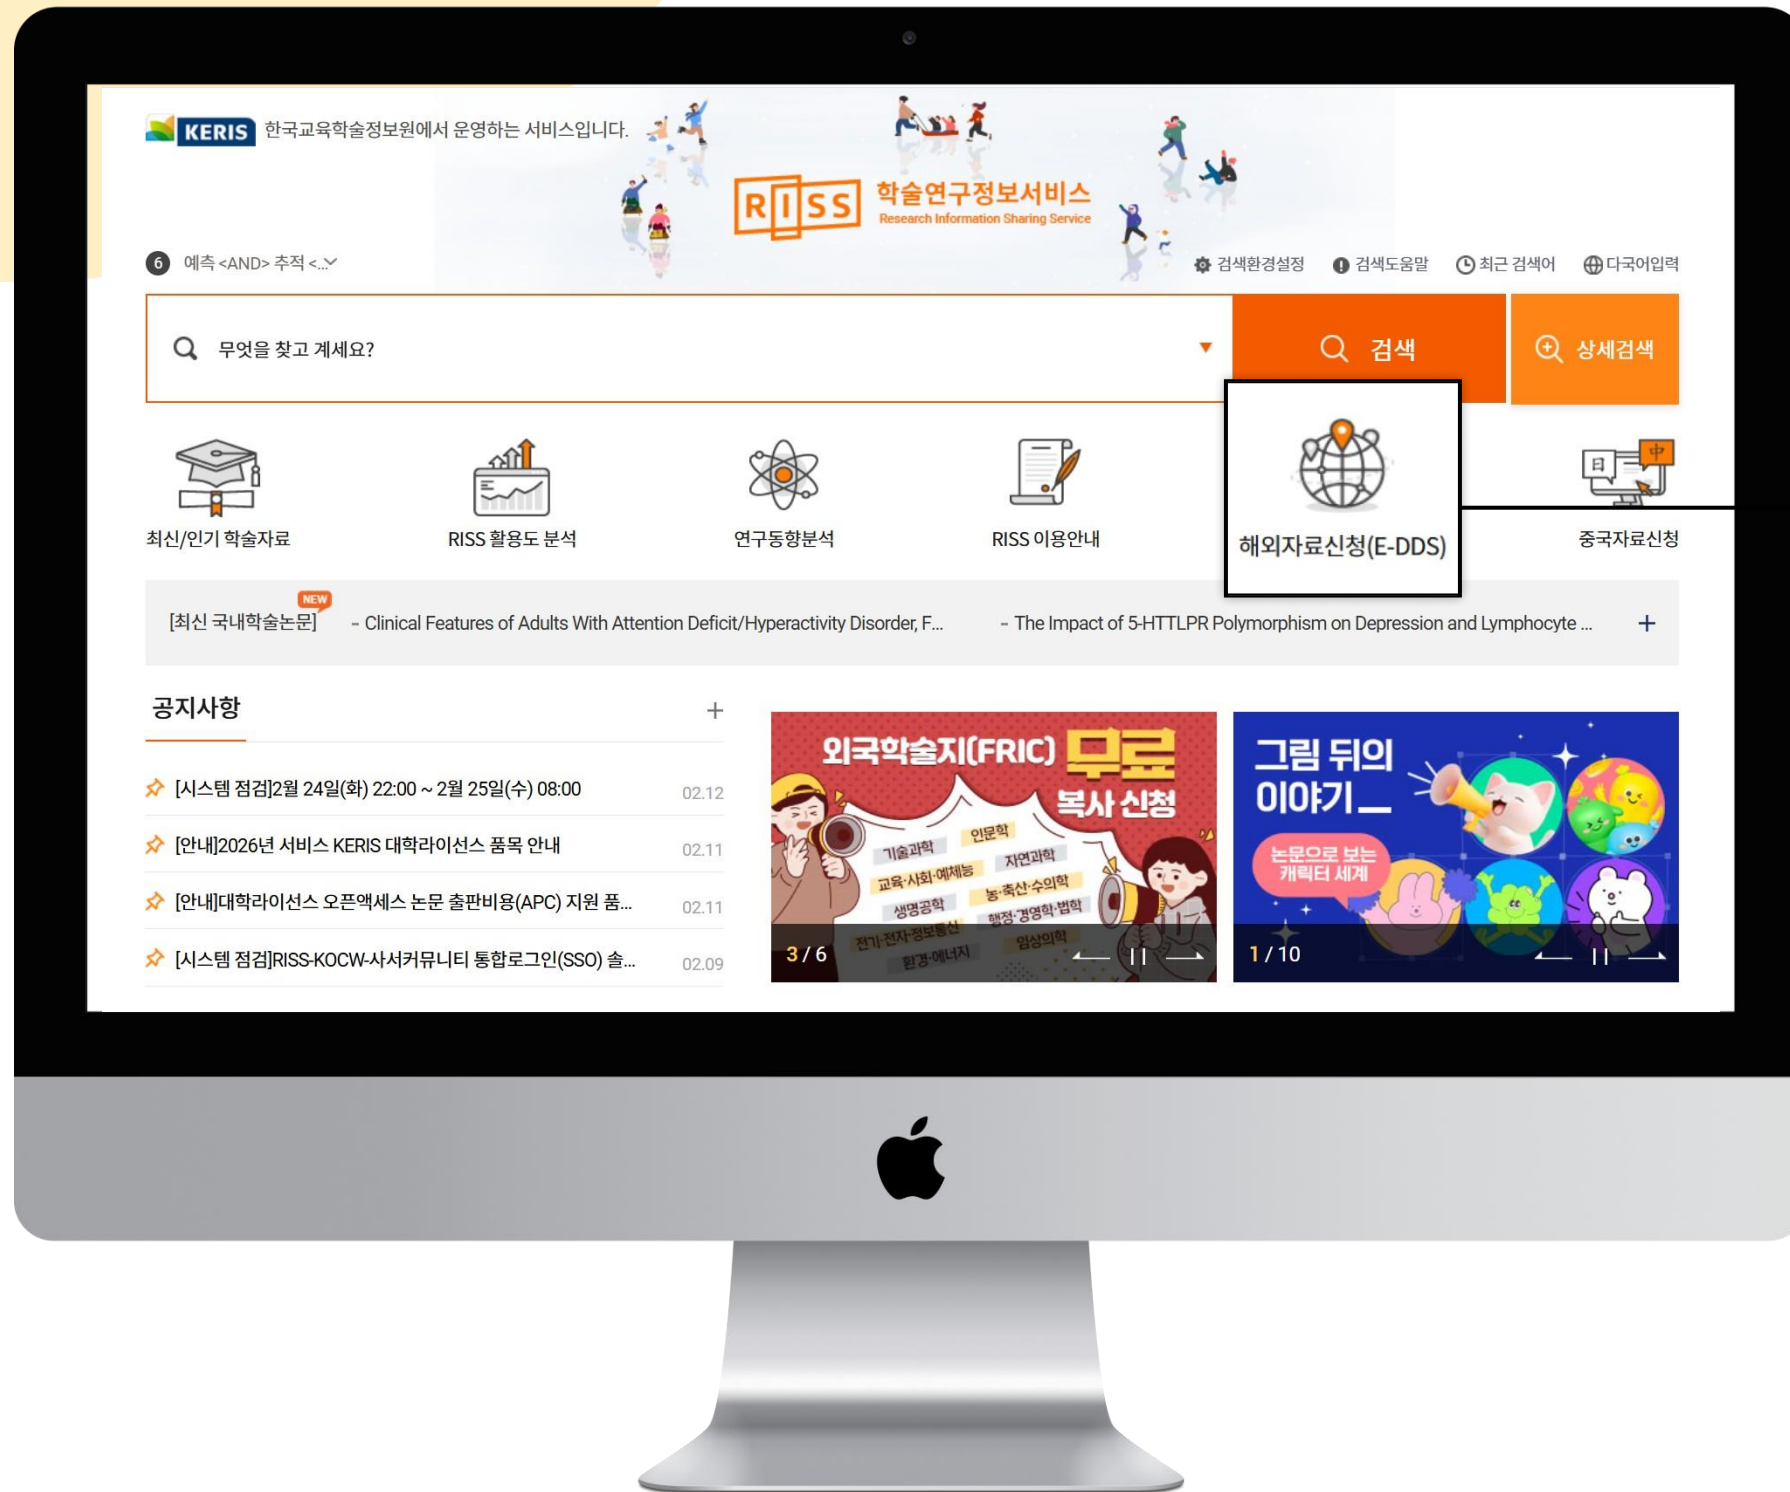 KERIS 한국교육학술정보원에서 운영하는 서비스입니다.
RISS 학술연구정보서비스
Research Information Sharing Service
6 예측 <AND> 추적 <...
검색환경설정 검색도움말 최근 검색어 다국어입력
무엇을 찾고 계세요?
검색
상세검색
日 中
최신/인기 학술자료
RISS 활용도 분석
연구동향분석
RISS 이용안내
해외자료신청(E-DDS)
중국자료신청
NEW
[최신 국내학술논문] - Clinical Features of Adults With Attention Deficit/Hyperactivity Disorder, F... - The Impact of 5-HTTLPR Polymorphism on Depression and Lymphocyte ... +
공지사항 +
[시스템 점검]2월 24일(화) 22:00 ~ 2월 25일(수) 08:00 02.12
[안내]2026년 서비스 KERIS 대학라이선스 품목 안내 02.11
[안내]대학라이선스 오픈액세스 논문 출판비용(APC) 지원 품... 02.11
[시스템 점검]RISS-KOCW-사서커뮤니티 통합로그인(SSO) 솔... 02.09
외국학술지(FRIC) 무료
복사 신청
인문학
기술과학
자연과학
교육·사회·예체능
농·축산·수의학
생명공학
행정·경영학·법학
전기·전자·정보통신
임상의학
환경·에너지
3 / 6
그림 뒤의
이야기
논문으로 보는
캐릭터 세계
1 / 10